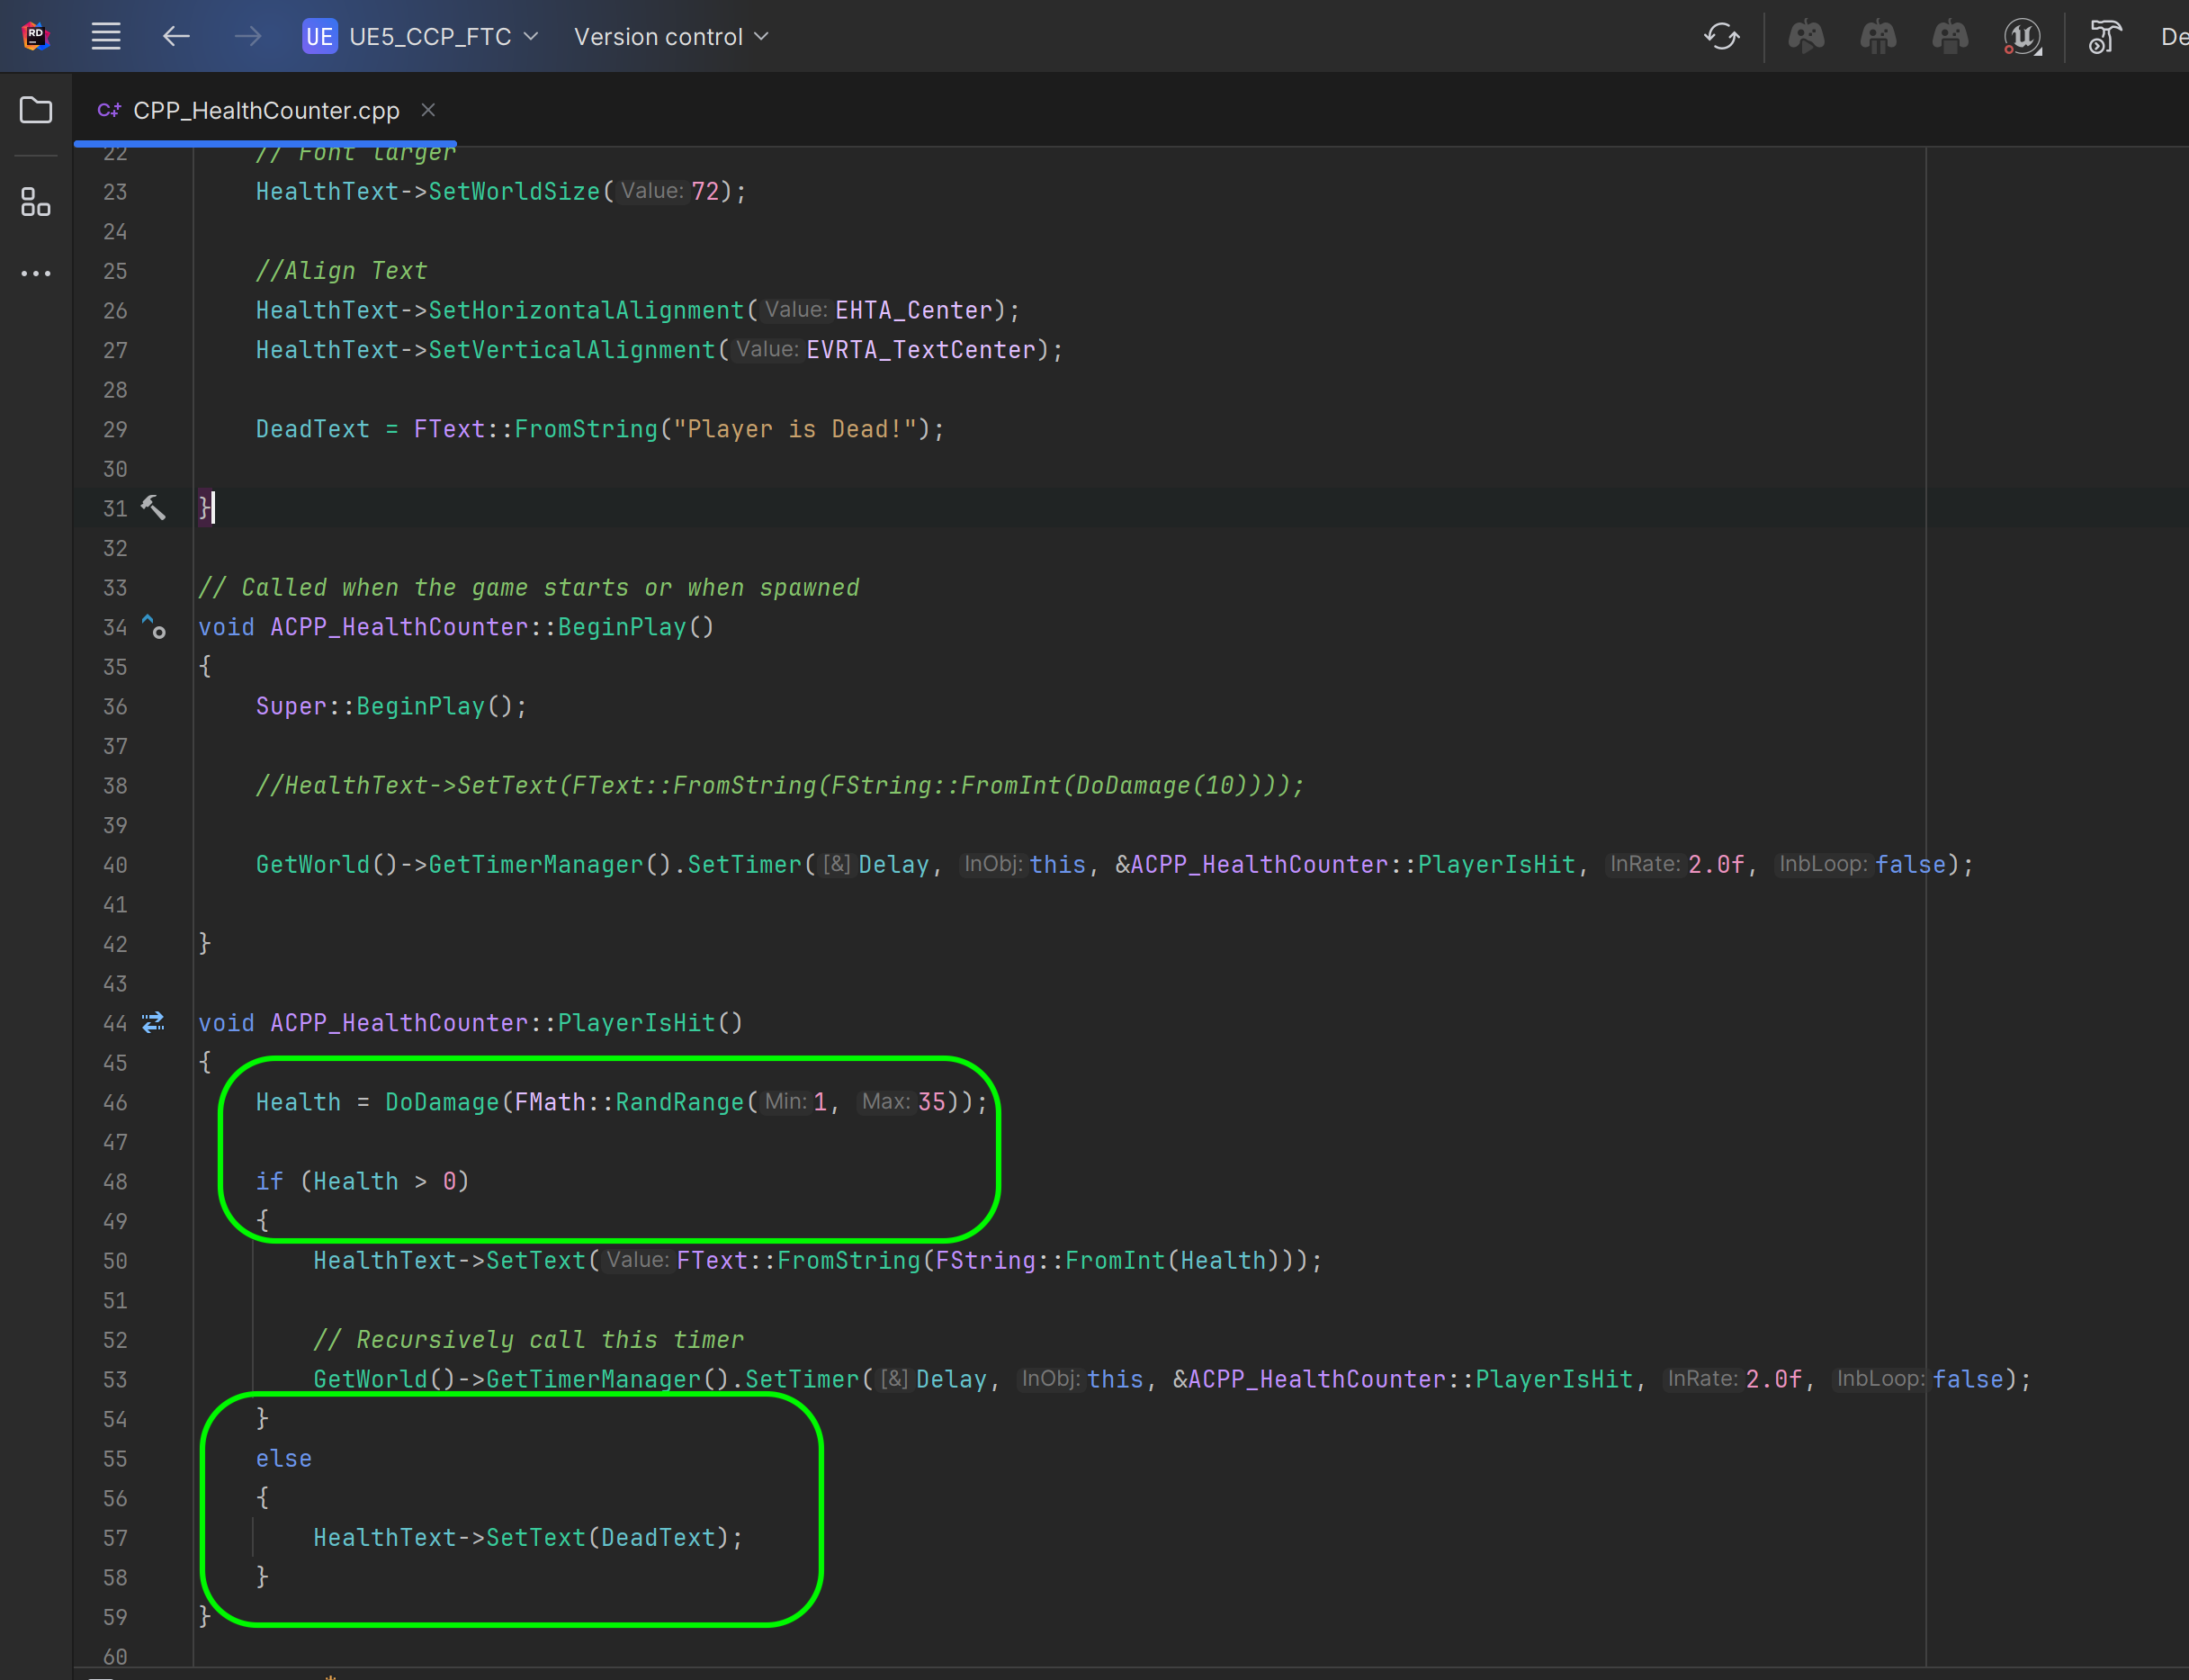 RD
UE UE5_CCP_FTC Version control
De
C++ CPP_HealthCounter.cpp
22 // Font larger
23 HealthText->SetWorldSize( Value: 72);
24
25 //Align Text
26 HealthText->SetHorizontalAlignment( Value: EHTA_Center);
27 HealthText->SetVerticalAlignment( Value: EVRTA_TextCenter);
28
29 DeadText = FText::FromString("Player is Dead!");
30
31 }
32
33 // Called when the game starts or when spawned
34 void ACPP_HealthCounter::BeginPlay()
35 {
36 Super::BeginPlay();
37
38 //HealthText->SetText(FText::FromString(FString::FromInt(DoDamage(10))));
39
40 GetWorld()->GetTimerManager().SetTimer( [&] Delay, InObj: this, &ACPP_HealthCounter::PlayerIsHit, InRate: 2.0f, InbLoop: false);
41
42 }
43
44 void ACPP_HealthCounter::PlayerIsHit()
45 {
46 Health = DoDamage(FMath::RandRange( Min: 1, Max: 35));
47
48 if (Health > 0)
49 {
50 HealthText->SetText( Value: FText::FromString(FString::FromInt(Health)));
51
52 // Recursively call this timer
53 GetWorld()->GetTimerManager().SetTimer( [&] Delay, InObj: this, &ACPP_HealthCounter::PlayerIsHit, InRate: 2.0f, InbLoop: false);
54 }
55 else
56 {
57 HealthText->SetText(DeadText);
58 }
59 }
60